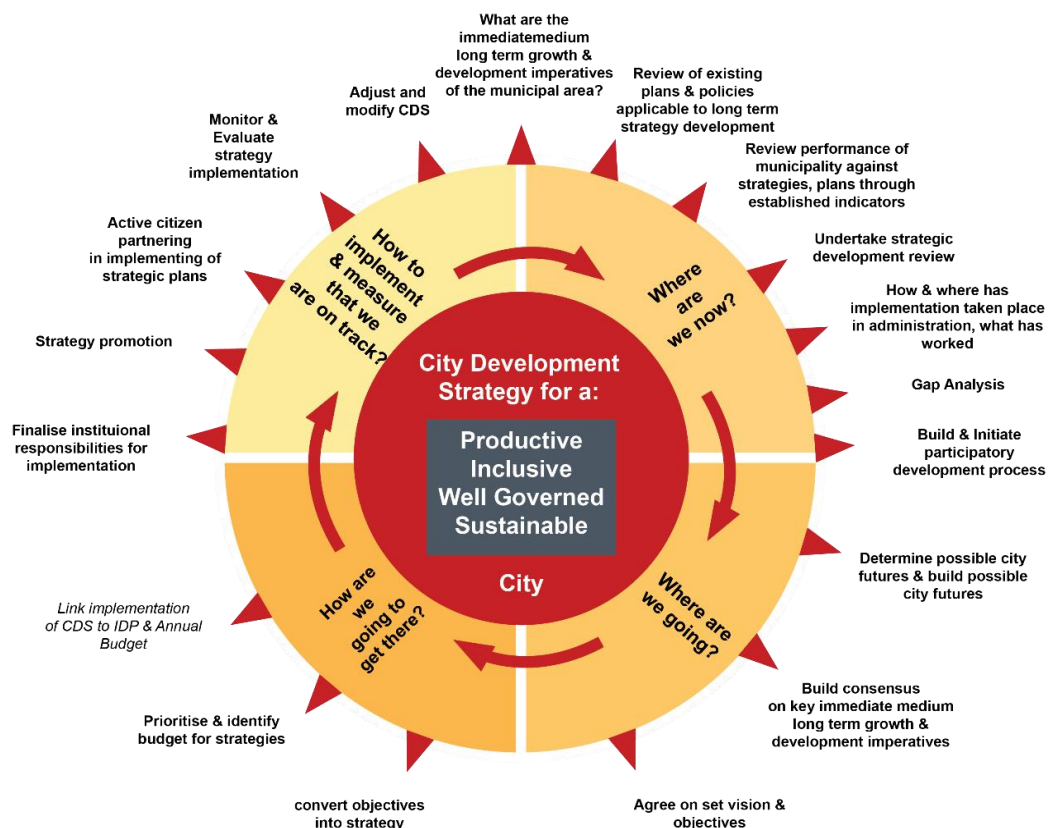 What are the
immediatemedium
long term growth &
development imperatives
of the municipal area?
Review of existing
plans & policies
applicable to long term
strategy development
Review performance of
municipality against
strategies, plans through
established indicators
Undertake strategic
development review
How & where has
implementation taken place
in administration, what has
worked
Gap Analysis
Build & Initiate
participatory
development process
Determine possible city
futures & build possible
city futures
Build consensus
on key immediate medium
long term growth &
development imperatives
Agree on set vision &
objectives
convert objectives
into strategy
Prioritise & identify
budget for strategies
Link implementation
of CDS to IDP & Annual
Budget
Finalise instituional
responsibilities for
implementation
Strategy promotion
Active citizen
partnering
in implementing of
strategic plans
Monitor &
Evaluate
strategy
implementation
Adjust and
modify CDS
Where
are
we now?
Where are
we going?
How are
we
going to
get there?
How to
implement
& measure
that we
are on track?
City Development
Strategy for a:
Productive
Inclusive
Well Governed
Sustainable
City